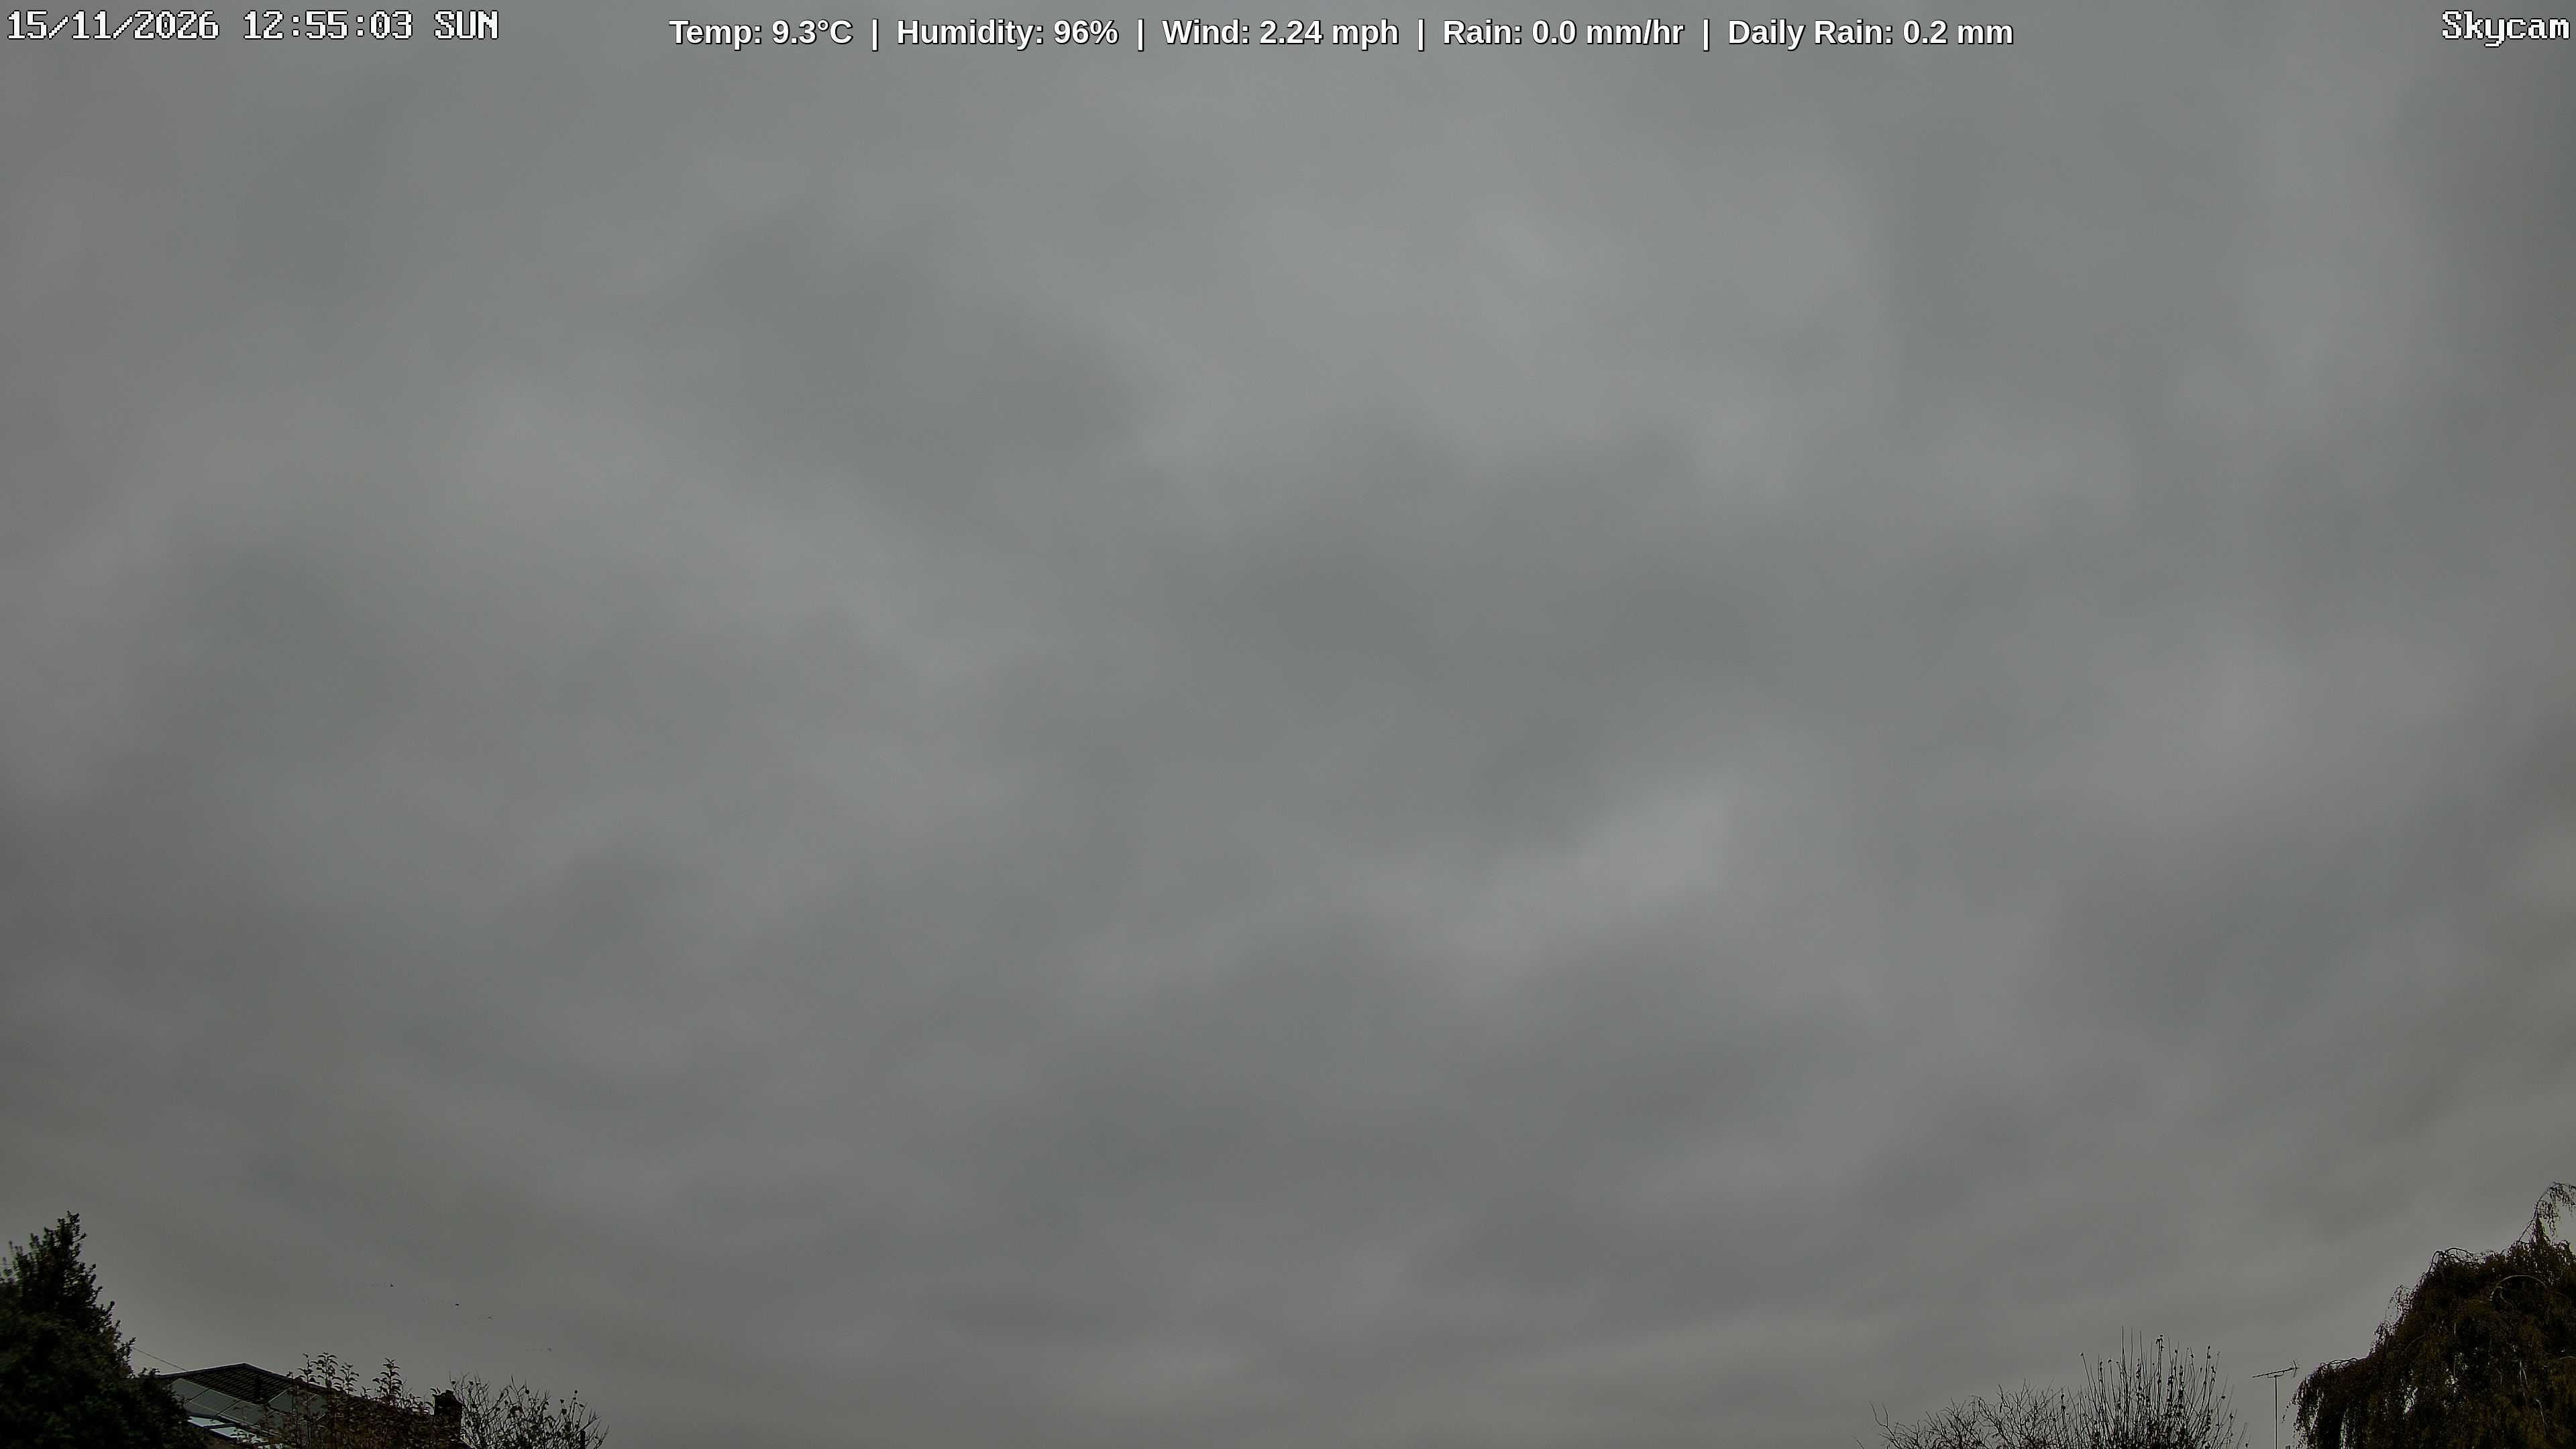 15/11/2026 12:55:03 SUN
Temp: 9.3°C | Humidity: 96% | Wind: 2.24 mph | Rain: 0.0 mm/hr | Daily Rain: 0.2 mm
Skycam